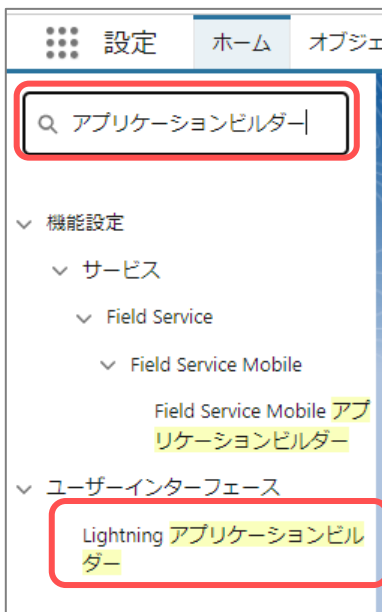 設定 ホーム オブジェ
アプリケーションビルダー
機能設定
サービス
Field Service
Field Service Mobile
Field Service Mobile アプ
リケーションビルダー
ユーザーインターフェース
Lightning アプリケーションビル
ダー